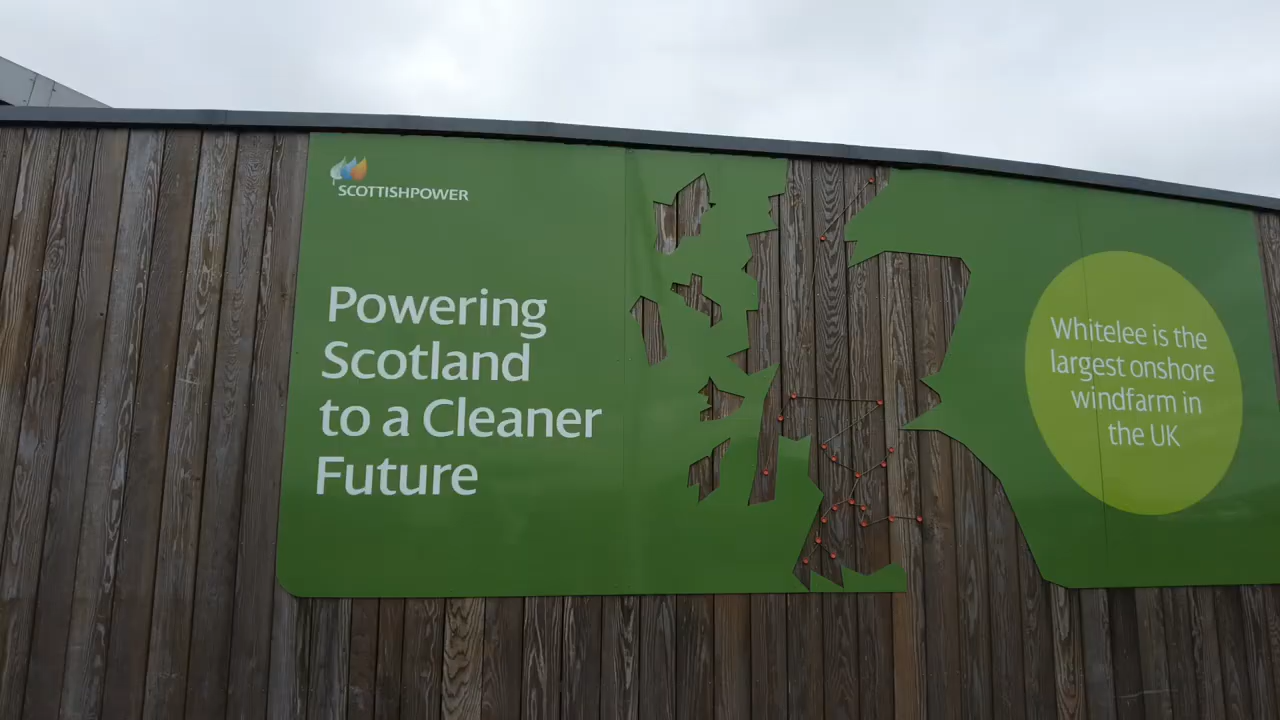 SCOTTISHPOWER
Powering
Scotland
to a Cleaner
Future
Whitelee is the
largest onshore
windfarm in
the UK